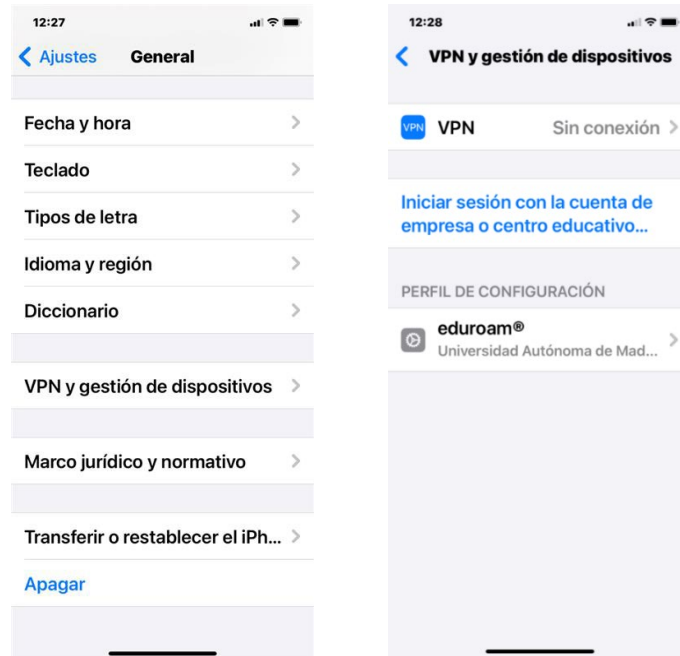 12:27
Ajustes General
Fecha y hora
Teclado
Tipos de letra
Idioma y región
Diccionario
VPN y gestión de dispositivos
Marco jurídico y normativo
Transferir o restablecer el iPh...
Apagar
12:28
VPN y gestión de dispositivos
VPN VPN Sin conexión
Iniciar sesión con la cuenta de
empresa o centro educativo...
PERFIL DE CONFIGURACIÓN
eduroam®
Universidad Autónoma de Mad...